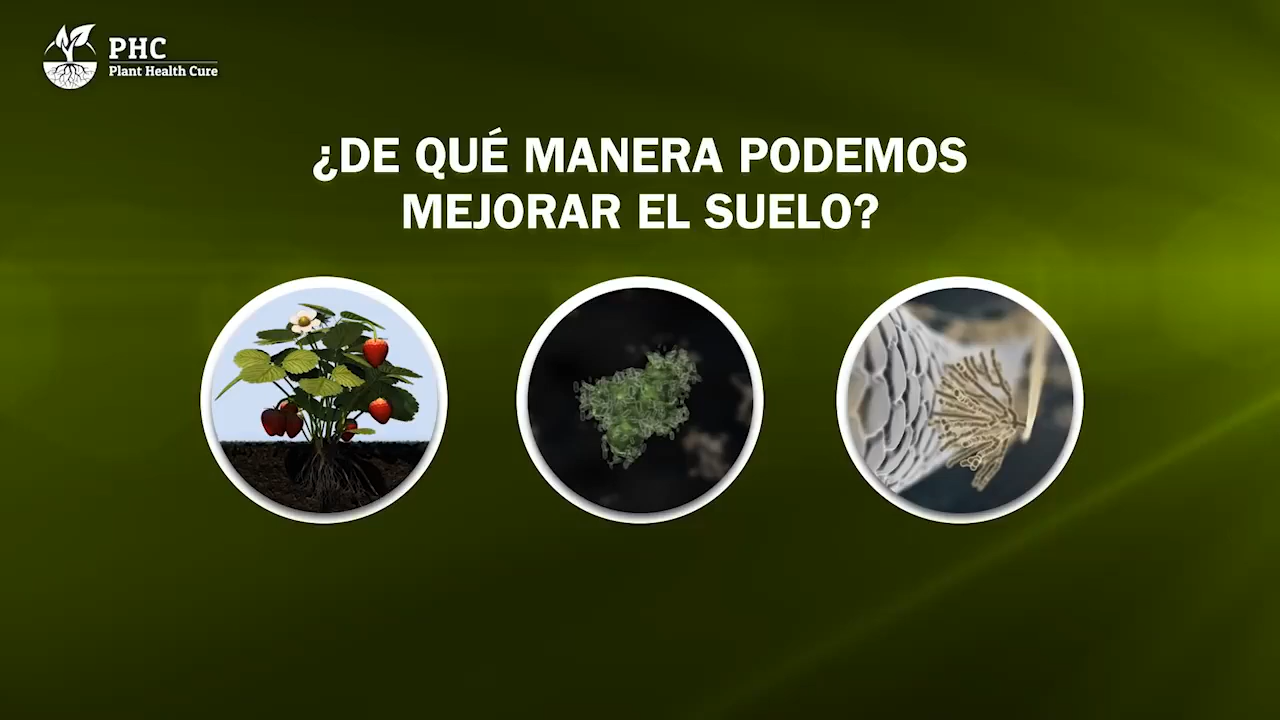 PHC
Plant Health Cure
¿DE QUÉ MANERA PODEMOS
MEJORAR EL SUELO?